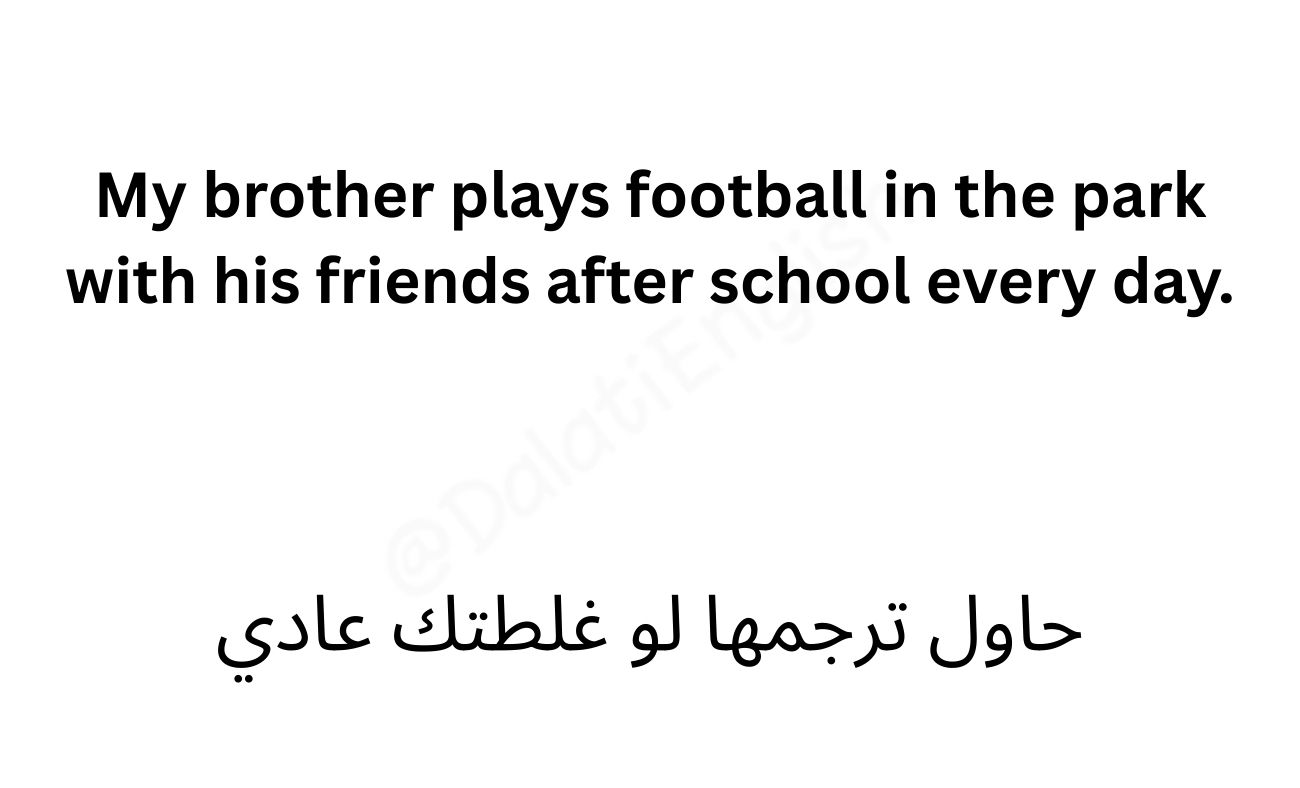 My brother plays football in the park
with his friends after school every day.
@DalatiEnglish
حاول ترجمها لو غلطتك عادي